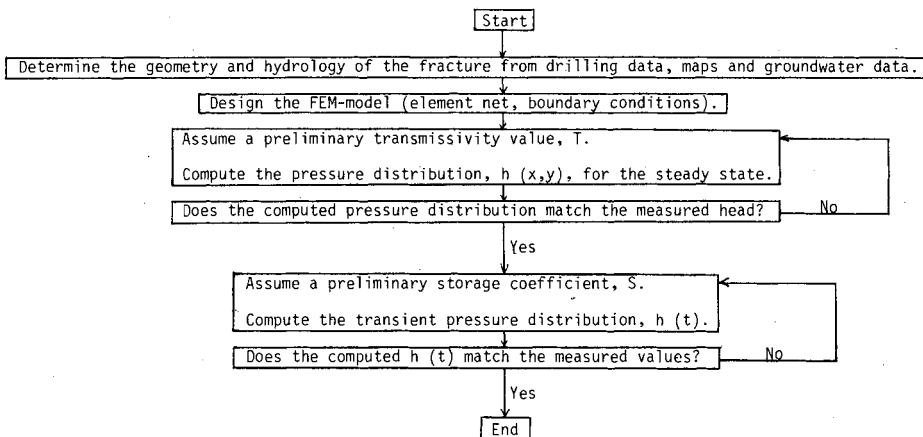 Start
Determine the geometry and hydrology of the fracture from drilling data, maps and groundwater data.
Design the FEM-model (element net, boundary conditions).
Assume a preliminary transmissivity value, T.
Compute the pressure distribution, h (x,y), for the steady state.
Does the computed pressure distribution match the measured head?
No
Yes
Assume a preliminary storage coefficient, S.
Compute the transient pressure distribution, h (t).
Does the computed h (t) match the measured values?
No
Yes
End